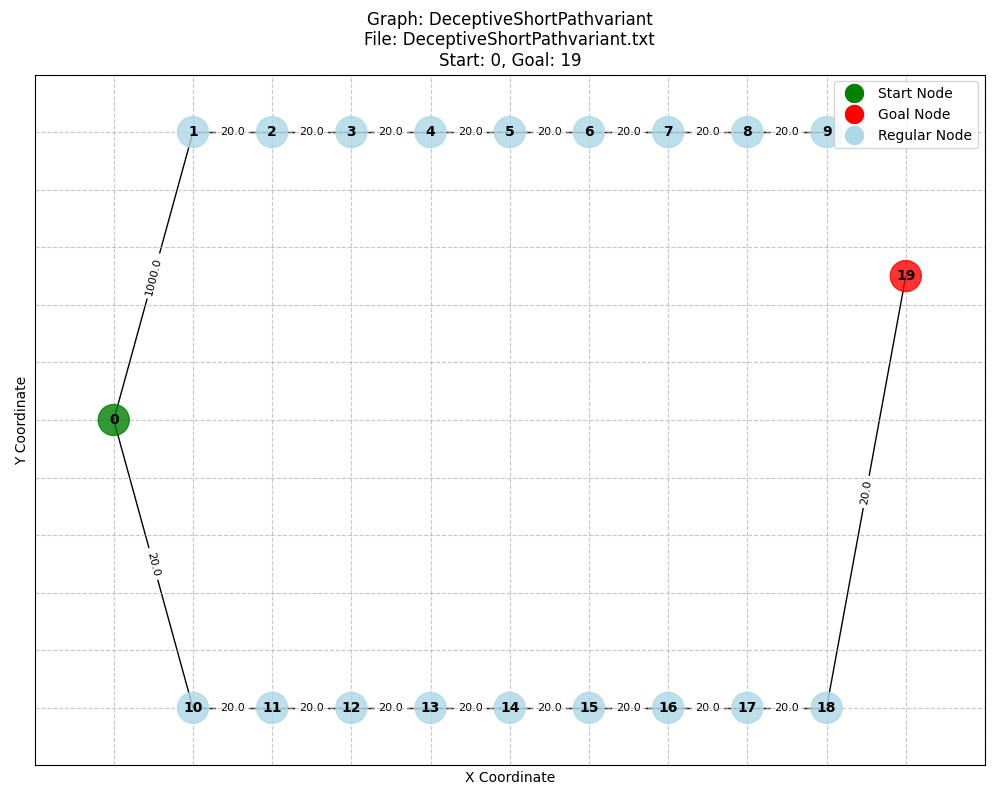 Graph: DeceptiveShortPathvariant
File: DeceptiveShortPathvariant.txt
Start: 0, Goal: 19
Start Node
Goal Node
Regular Node
1 20.0 2 20.0 3 20.0 4 20.0 5 20.0 6 20.0 7 20.0 8 20.0 9
1000.0
19
0
20.0
20.0
10 20.0 11 20.0 12 20.0 13 20.0 14 20.0 15 20.0 16 20.0 17 20.0 18
Y Coordinate
X Coordinate